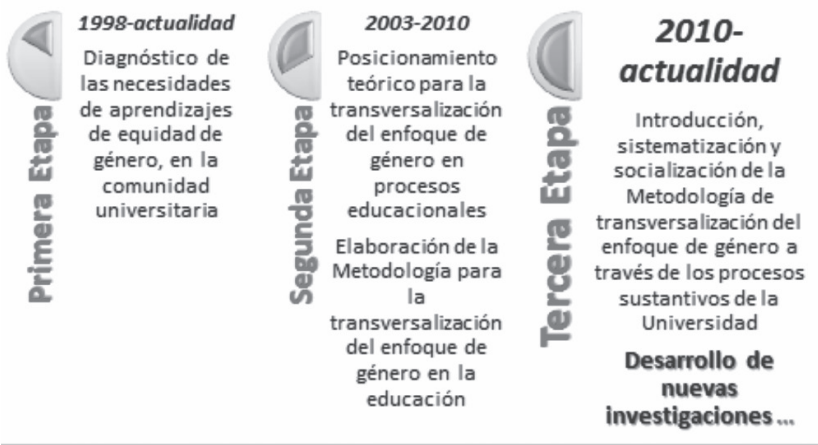 Primera Etapa
1998-actualidad
Diagnóstico de
las necesidades
de aprendizajes
de equidad de
género, en la
comunidad
universitaria
Segunda Etapa
2003-2010
Posicionamiento
teórico para la
transversalización
del enfoque de
género en
procesos
educacionales
Elaboración de la
Metodología para
la
transversalización
del enfoque de
género en la
educación
Tercera Etapa
2010-
actualidad
Introducción,
sistematización y
socialización de la
Metodología de
transversalización del
enfoque de género a
través de los procesos
sustantivos de la
Universidad
Desarrollo de
nuevas
investigaciones ...